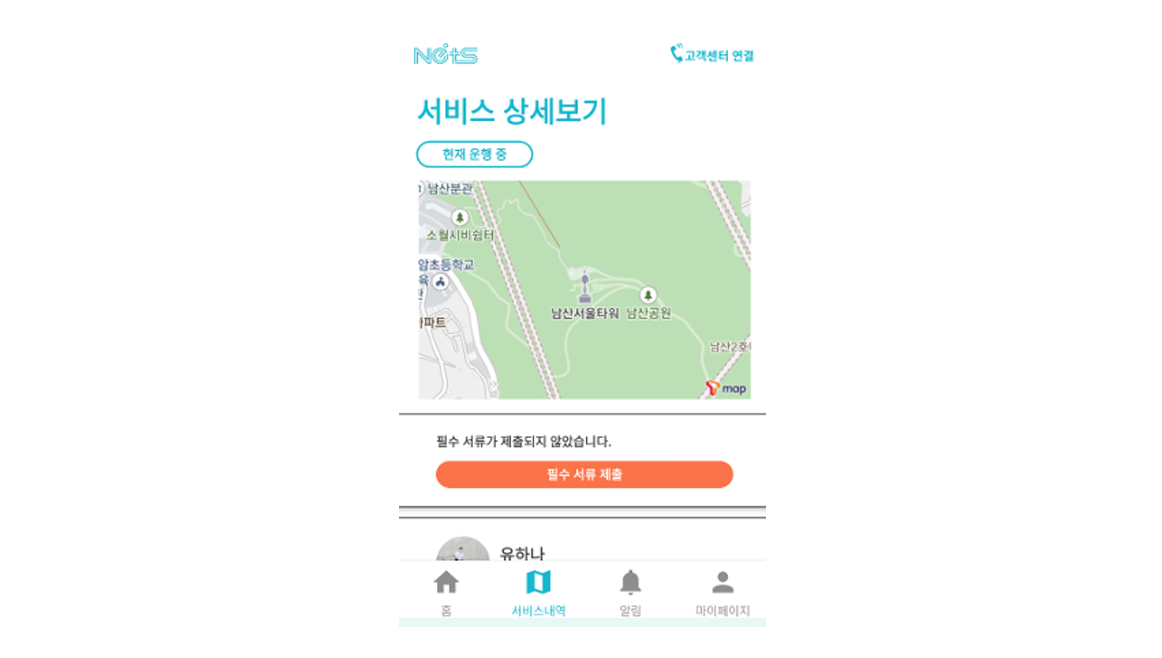 NétS
고객센터 연결
서비스 상세보기
현재 운행 중
남산분관
소월시비쉼터
암초등학교
육
남산서울타워
남산공원
파트
남산2호
T map
필수 서류가 제출되지 않았습니다.
필수 서류 제출
유하나
홈
서비스내역
알림
마이페이지